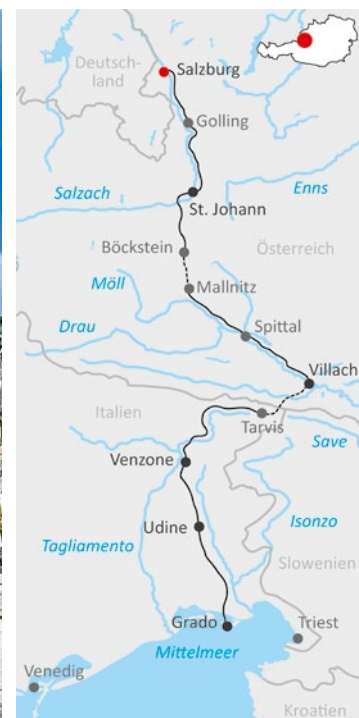 Deutsch-
land
Salzburg
Golling
Salzach
Enns
St. Johann
Böckstein
Österreich
Möll
Mallnitz
Drau
Spittal
Villach
Italien
Tarvis
Save
Venzone
Isonzo
Udine
Tagliamento
Slowenien
Grado
Triest
Mittelmeer
Venedig
Kroatien